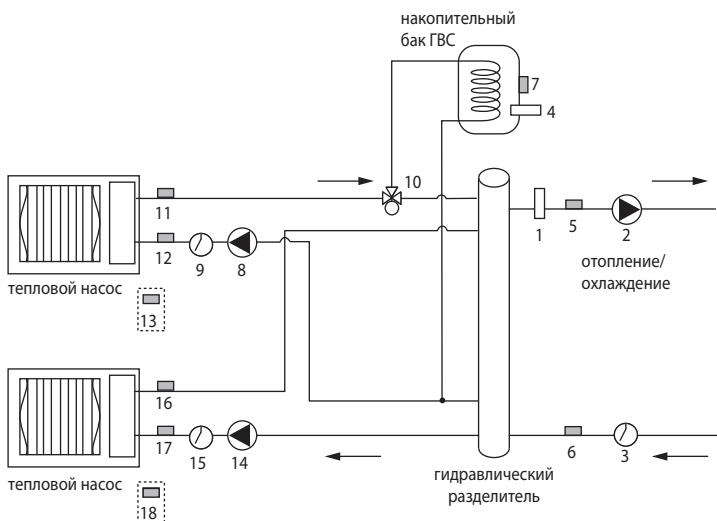 накопительный
бак ГВС
7
4
10
11
1
5
2
12
9
8
отопление/
охлаждение
тепловой насос
13
16
17
15
14
6
3
гидравлический
разделитель
тепловой насос
18